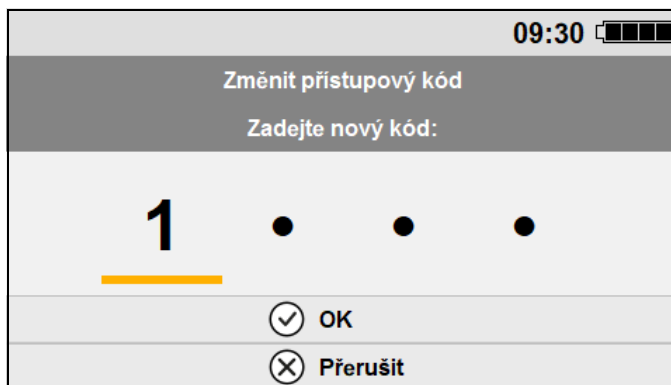 09:30
Změnit přístupový kód
Zadejte nový kód:
1 • • •
OK
Přerušit